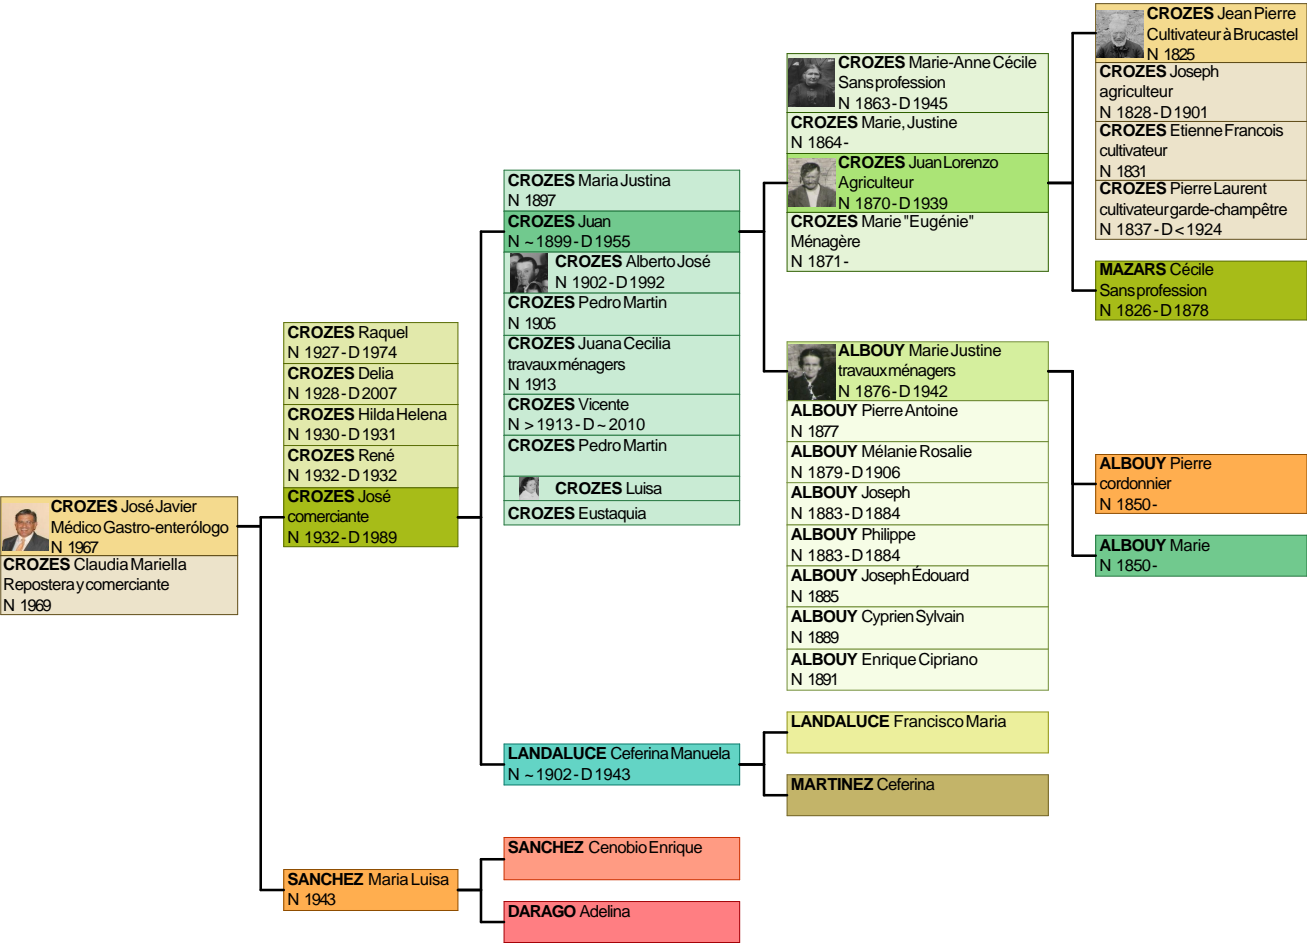 CROZES José Javier
Médico Gastro-enterólogo
N 1967
CROZES Claudia Mariella
Repostera y comerciante
N 1969
CROZES Raquel
N 1927 - D 1974
CROZES Delia
N 1928 - D 2007
CROZES Hilda Helena
N 1930 - D 1931
CROZES René
N 1932 - D 1932
CROZES José
comerciante
N 1932 - D 1989
SANCHEZ Maria Luisa
N 1943
CROZES Maria Justina
N 1897
CROZES Juan
N ~ 1899 - D 1955
CROZES Alberto José
N 1902 - D 1992
CROZES Pedro Martin
N 1905
CROZES Juana Cecilia
travaux ménagers
N 1913
CROZES Vicente
N > 1913 - D ~ 2010
CROZES Pedro Martin
CROZES Luisa
CROZES Eustaquia
LANDALUCE Ceferina Manuela
N ~ 1902 - D 1943
SANCHEZ Cenobio Enrique
DARAGO Adelina
CROZES Marie-Anne Cécile
Sans profession
N 1863 - D 1945
CROZES Marie, Justine
N 1864 -
CROZES Juan Lorenzo
Agriculteur
N 1870 - D 1939
CROZES Marie "Eugénie"
Ménagère
N 1871 -
ALBOUY Marie Justine
travaux ménagers
N 1876 - D 1942
ALBOUY Pierre Antoine
N 1877
ALBOUY Mélanie Rosalie
N 1879 - D 1906
ALBOUY Joseph
N 1883 - D 1884
ALBOUY Philippe
N 1883 - D 1884
ALBOUY Joseph Édouard
N 1885
ALBOUY Cyprien Sylvain
N 1889
ALBOUY Enrique Cipriano
N 1891
LANDALUCE Francisco Maria
MARTINEZ Ceferina
CROZES Jean Pierre
Cultivateur à Brucastel
N 1825
CROZES Joseph
agriculteur
N 1828 - D 1901
CROZES Etienne Francois
cultivateur
N 1831
CROZES Pierre Laurent
cultivateur garde-champêtre
N 1837 - D < 1924
MAZARS Cécile
Sans profession
N 1826 - D 1878
ALBOUY Pierre
cordonnier
N 1850 -
ALBOUY Marie
N 1850 -